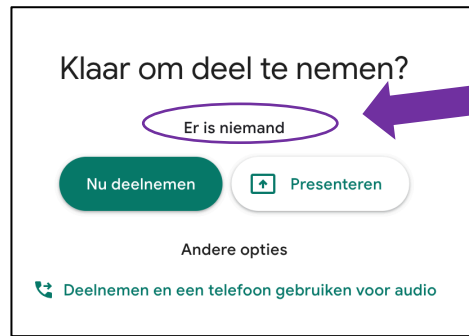 Klaar om deel te nemen?
Er is niemand
Nu deelnemen
Presenteren
Andere opties
Deelnemen en een telefoon gebruiken voor audio